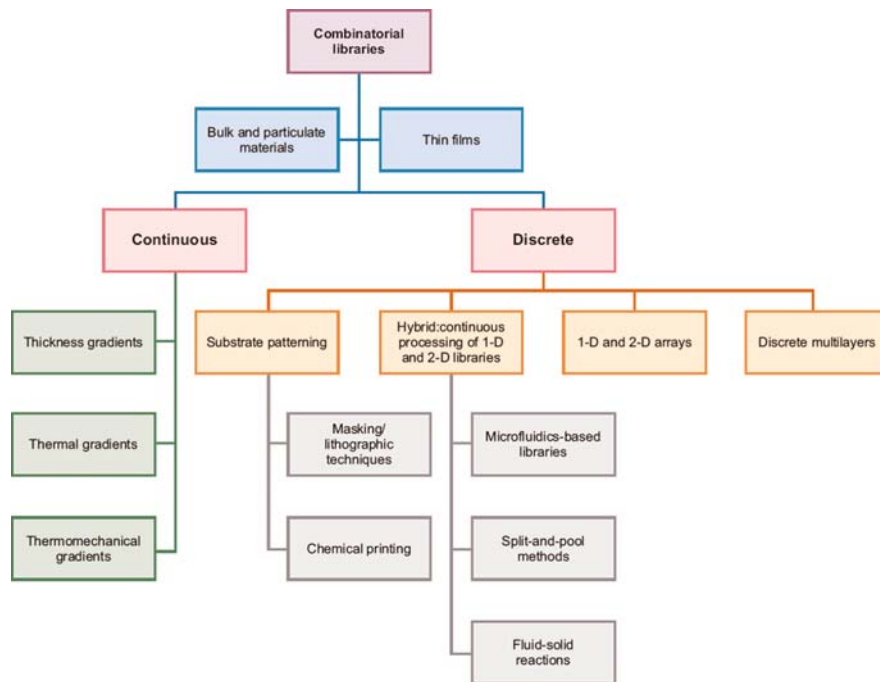 Combinatorial
libraries
Bulk and particulate
materials
Thin films
Continuous
Discrete
Thickness gradients
Substrate patterning
Hybrid:continuous
processing of 1-D
and 2-D libraries
1-D and 2-D arrays
Discrete multilayers
Thermal gradients
Masking/
lithographic
techniques
Microfluidics-based
libraries
Thermomechanical
gradients
Chemical printing
Split-and-pool
methods
Fluid-solid
reactions